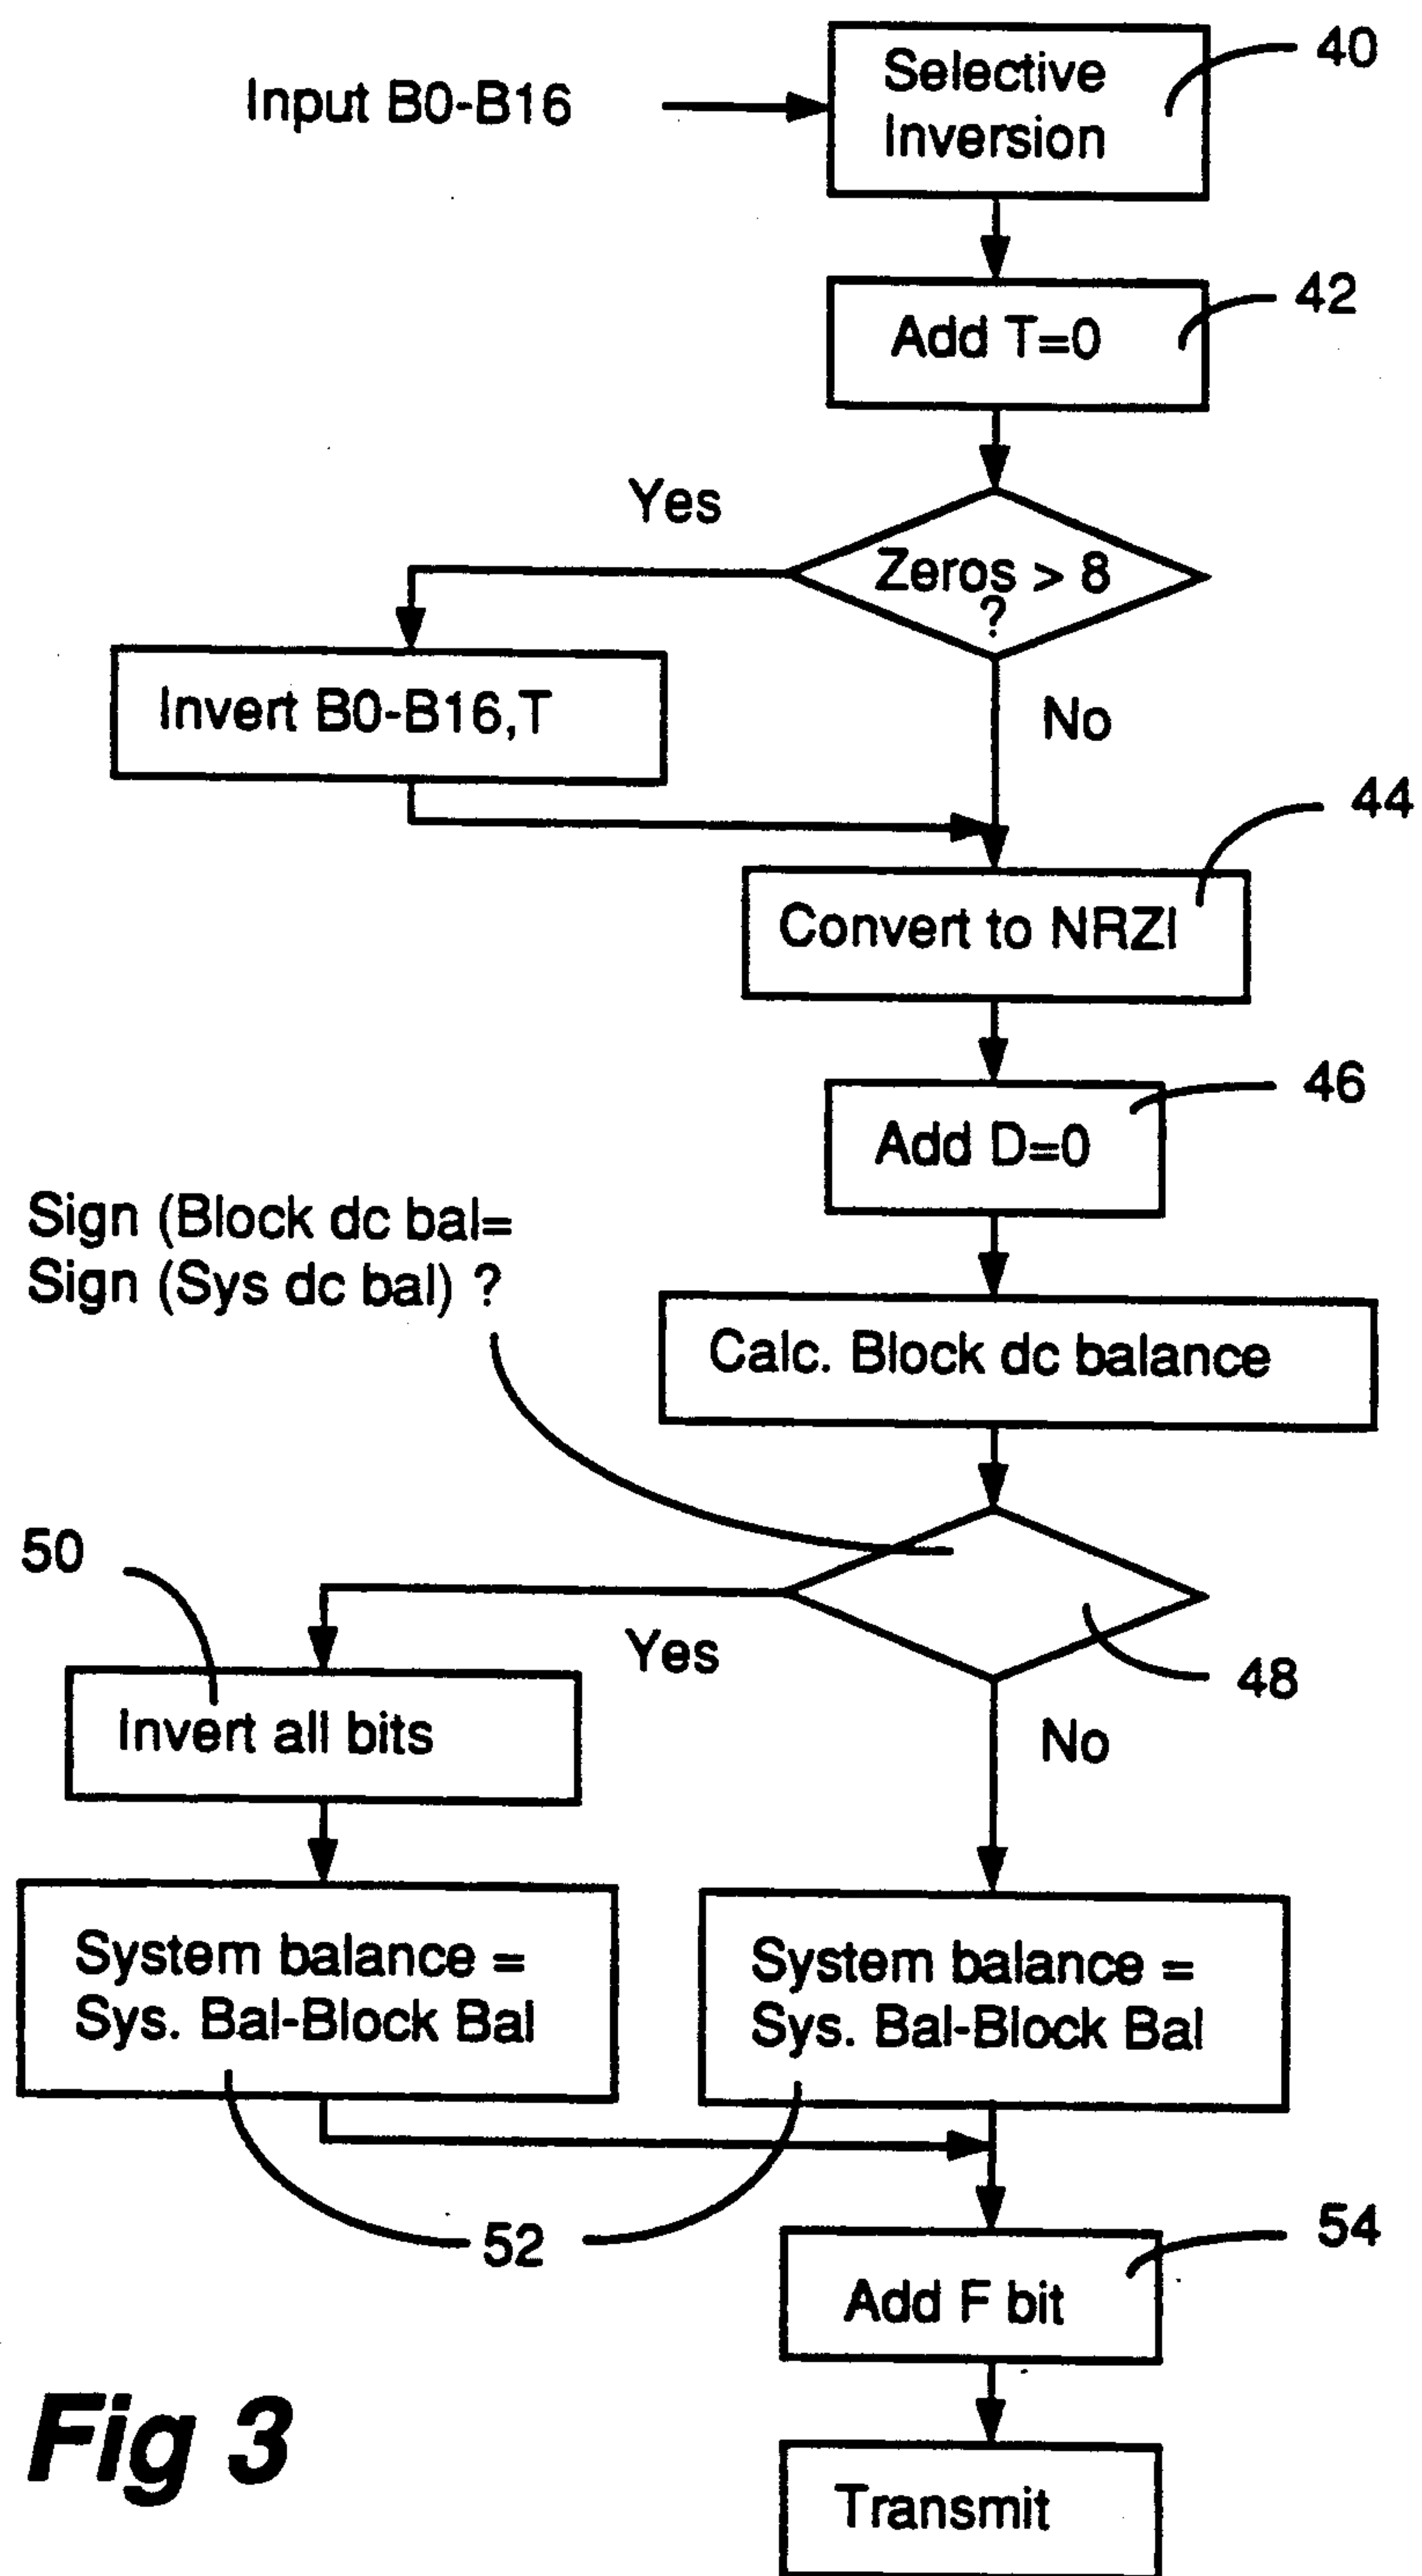 40
Input B0-B16
Selective
Inversion
42
Add T=0
Yes
Zeros > 8
?
Invert B0-B16,T
No
44
Convert to NRZI
46
Add D=0
Sign (Block dc bal=
Sign (Sys dc bal) ?
Calc. Block dc balance
50
Yes
48
Invert all bits
No
System balance =
Sys. Bal-Block Bal
System balance =
Sys. Bal-Block Bal
52
54
Add F bit
Fig 3
Transmit